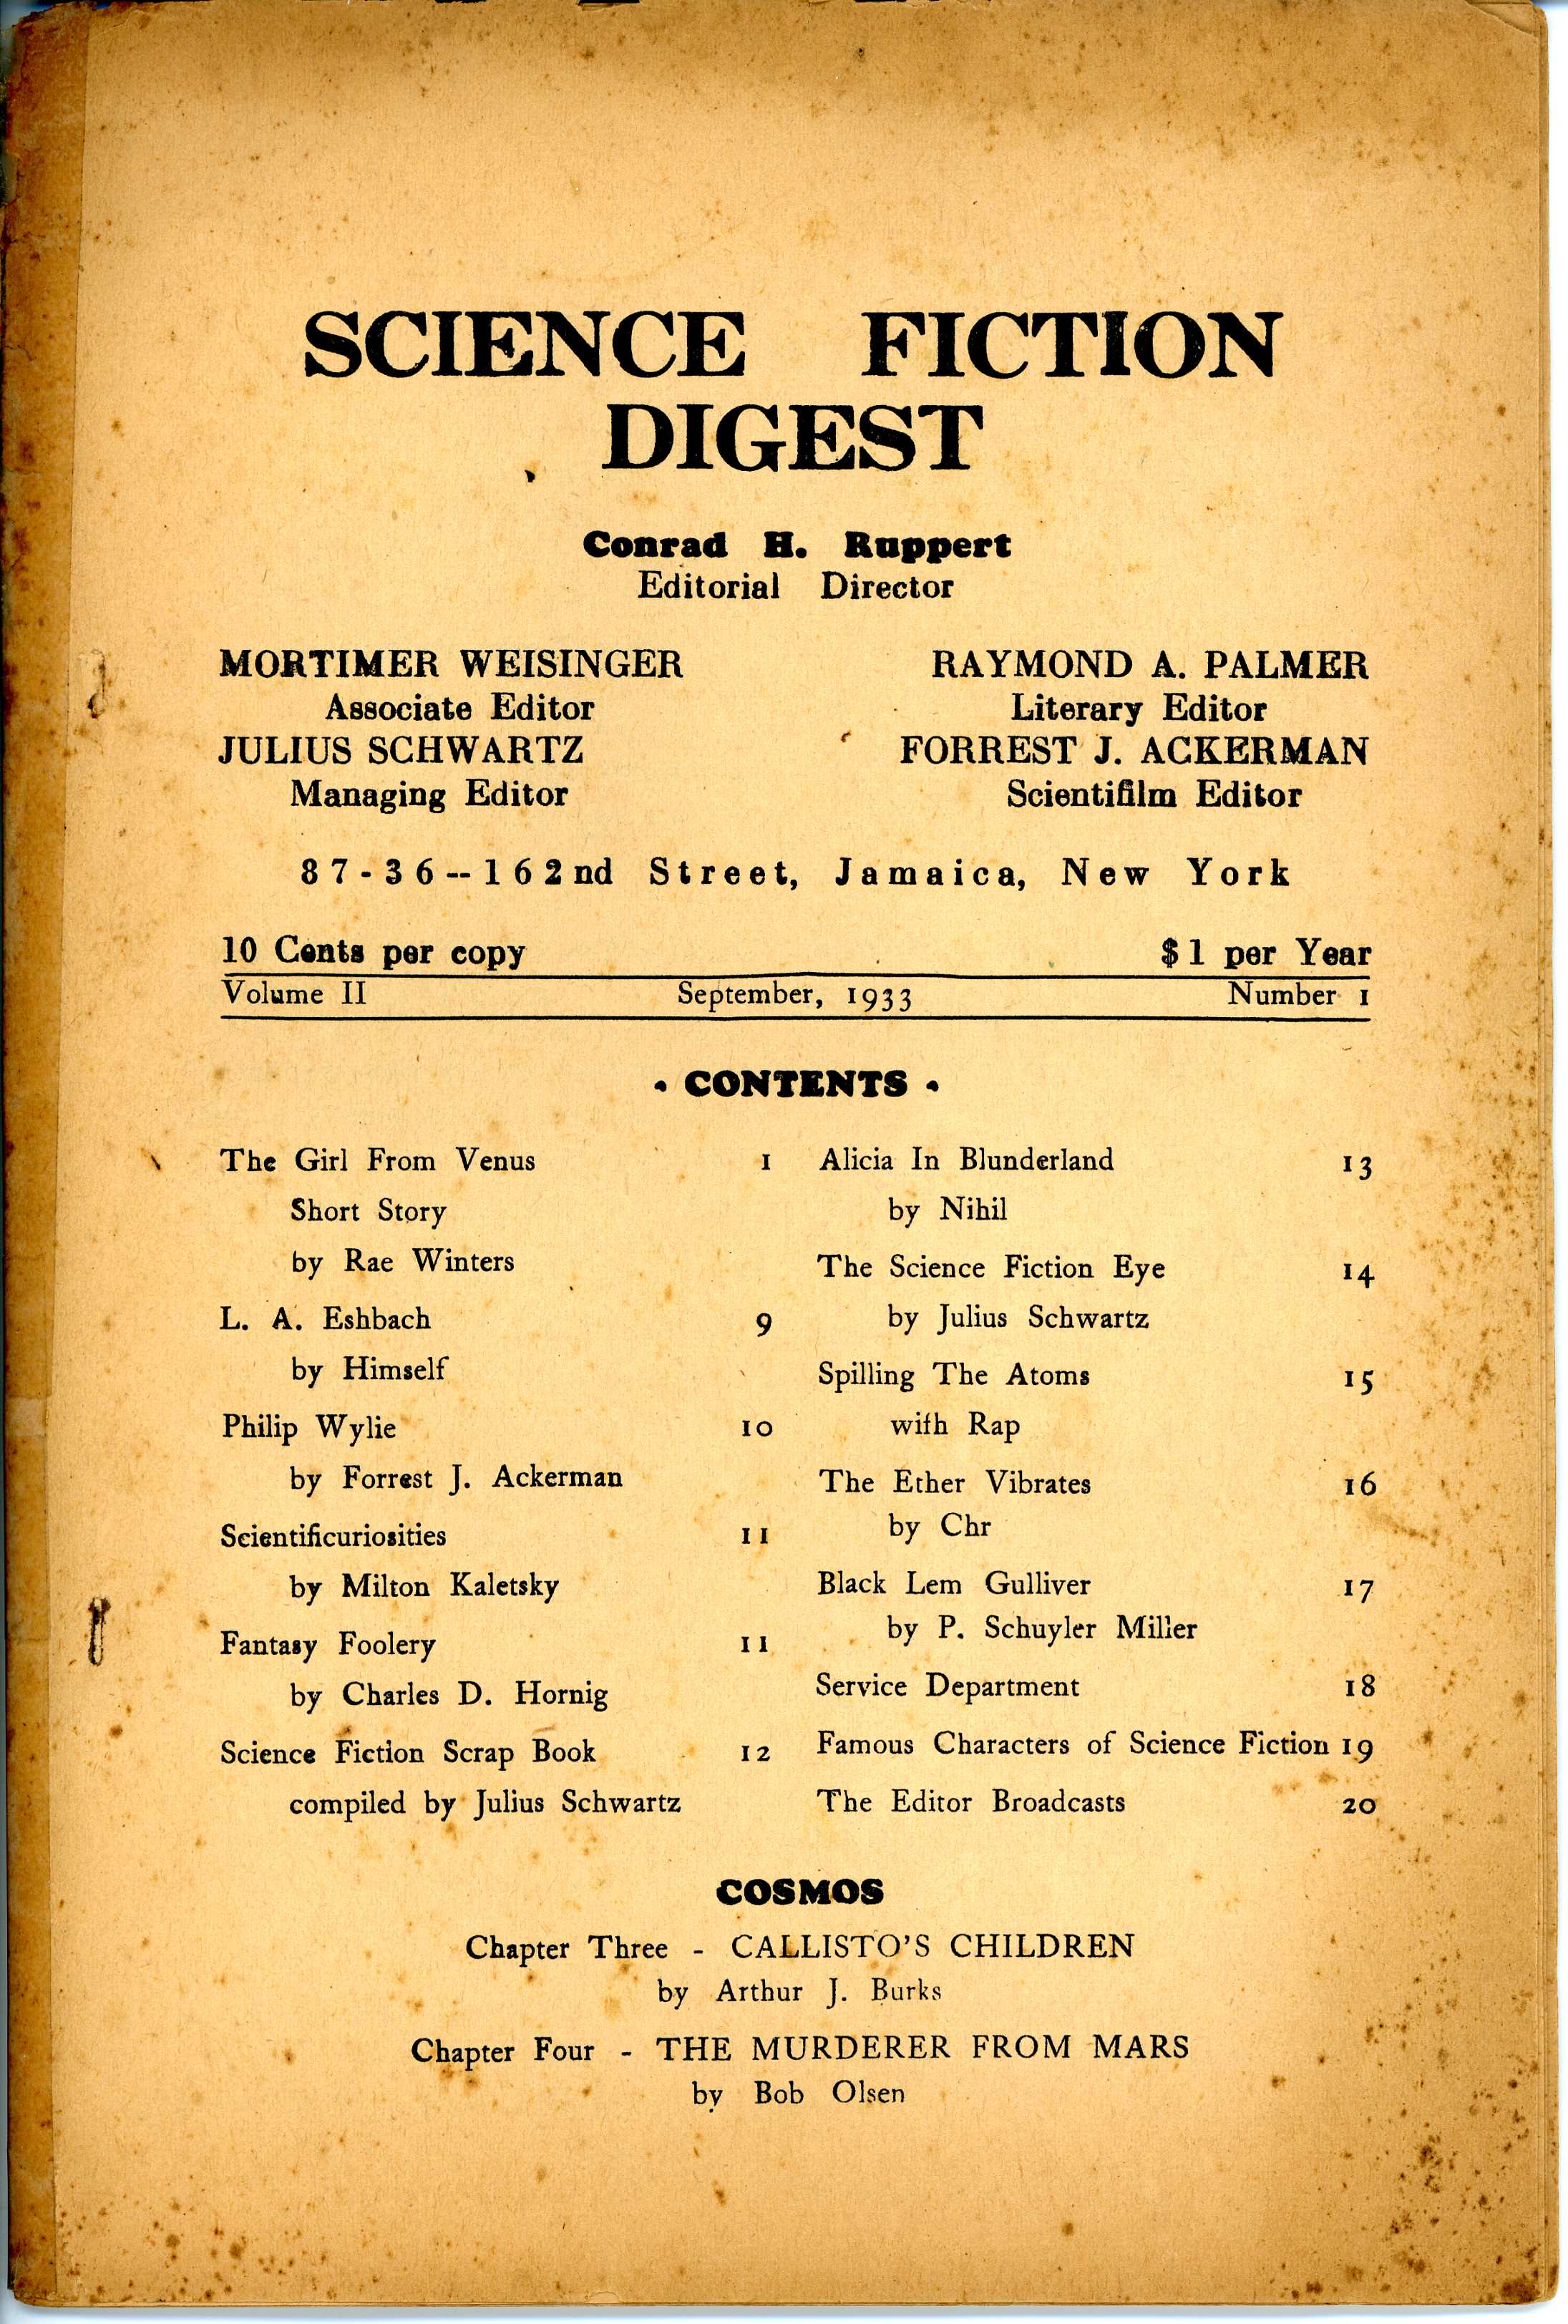 SCIENCE FICTION
DIGEST
Conrad H. Ruppert
Editorial Director
MORTIMER WEISINGER
Associate Editor
JULIUS SCHWARTZ
Managing Editor
RAYMOND A. PALMER
Literary Editor
FORREST J. ACKERMAN
Scientifilm Editor
87-36--162nd Street, Jamaica, New York
10 Cents per copy $1 per Year
Volume II September, 1933 Number 1
• CONTENTS •
The Girl From Venus 1
Short Story
by Rae Winters
L. A. Eshbach 9
by Himself
Philip Wylie 10
by Forrest J. Ackerman
Scientificuriosities 11
by Milton Kaletsky
Fantasy Foolery 11
by Charles D. Hornig
Science Fiction Scrap Book 12
compiled by Julius Schwartz
Alicia In Blunderland 13
by Nihil
The Science Fiction Eye 14
by Julius Schwartz
Spilling The Atoms 15
with Rap
The Ether Vibrates 16
by Chr
Black Lem Gulliver 17
by P. Schuyler Miller
Service Department 18
Famous Characters of Science Fiction 19
The Editor Broadcasts 20
COSMOS
Chapter Three - CALLISTO'S CHILDREN
by Arthur J. Burks
Chapter Four - THE MURDERER FROM MARS
by Bob Olsen